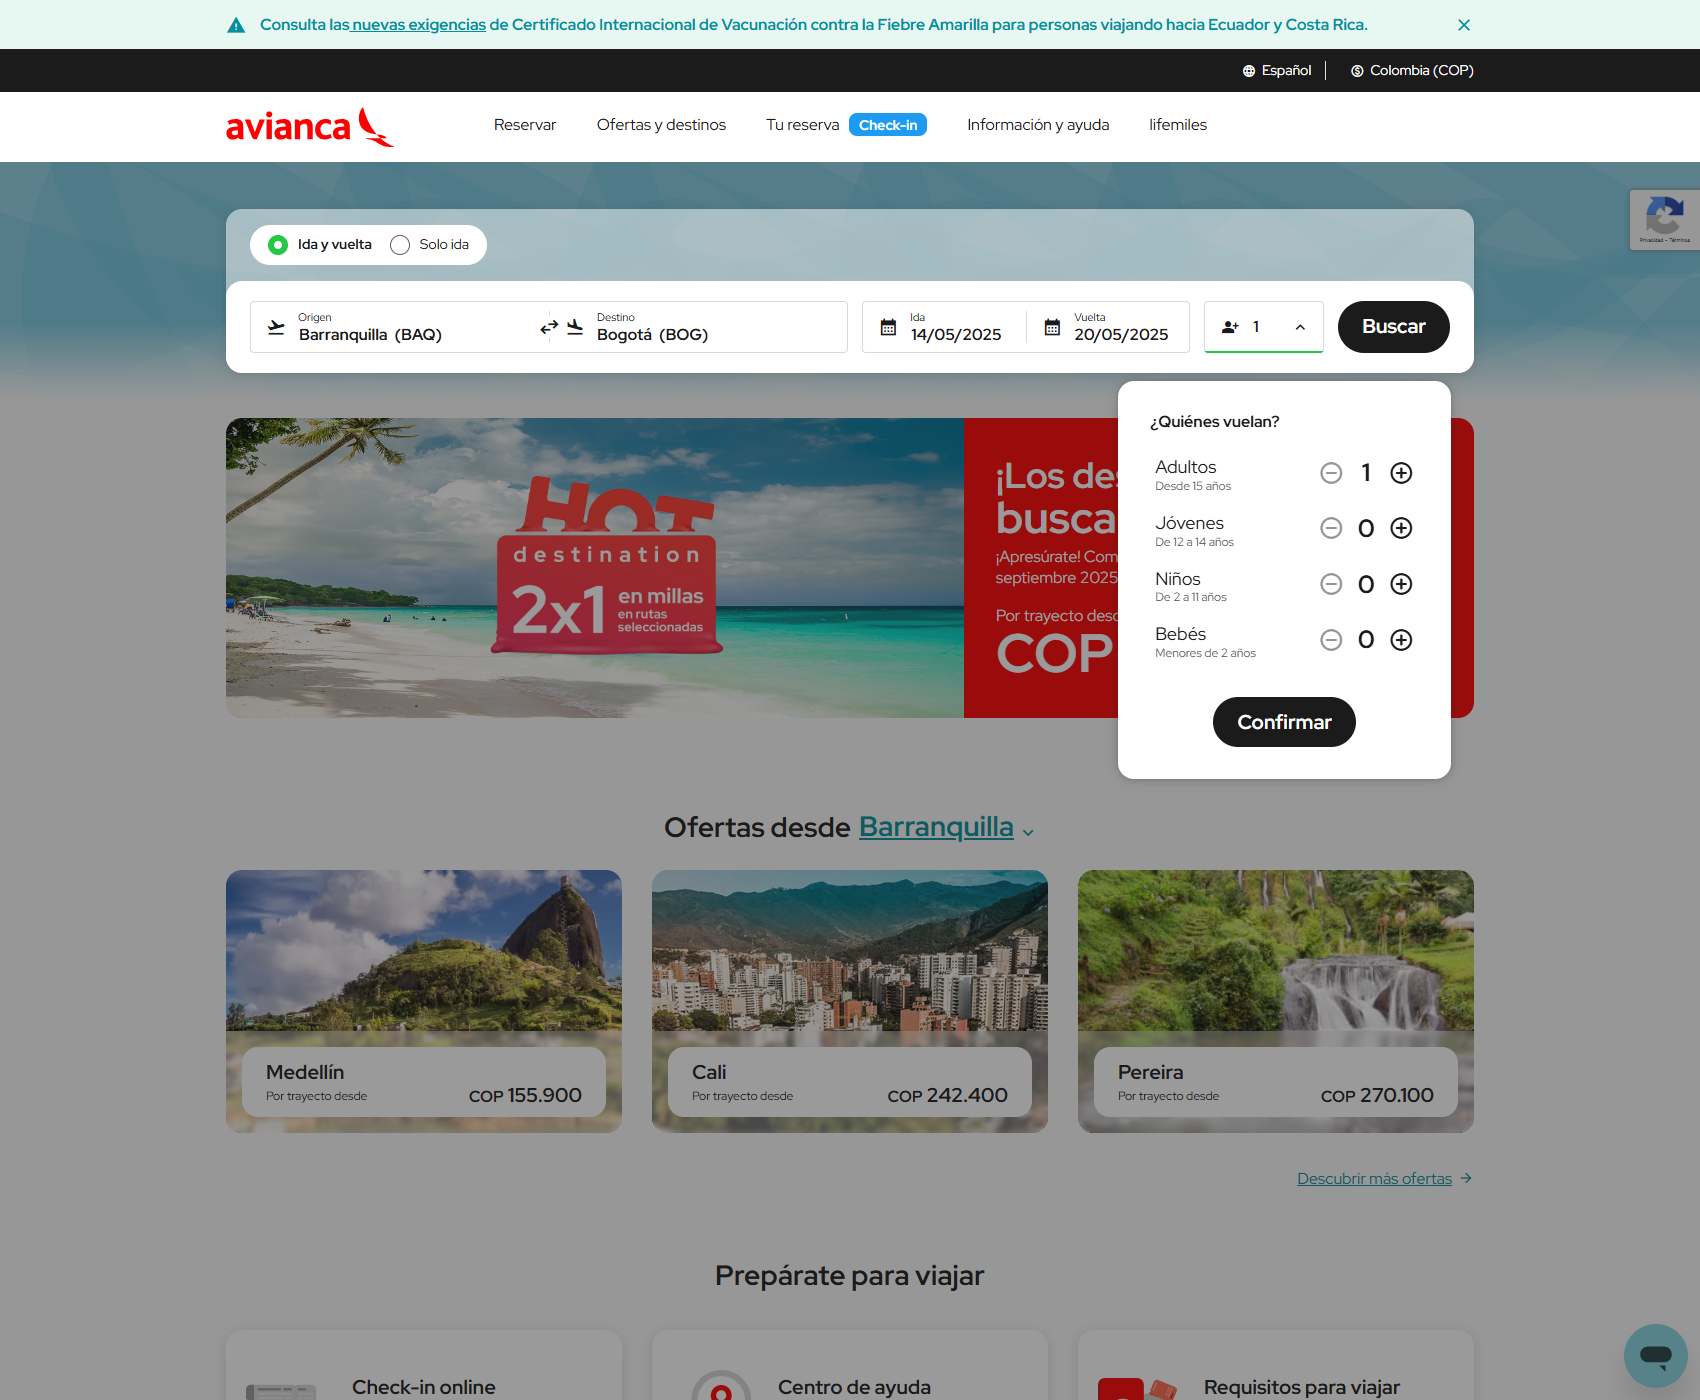 Consulta las nuevas exigencias de Certificado Internacional de Vacunación contra la Fiebre Amarilla para personas viajando hacia Ecuador y Costa Rica.
Español
Colombia (COP)
avianca
Reservar
Ofertas y destinos
Tu reserva
Check-in
Información y ayuda
lifemiles
Privacidad - Términos
Ida y vuelta
Solo ida
Origen
Barranquilla (BAQ)
Destino
Bogotá (BOG)
Ida
14/05/2025
Vuelta
20/05/2025
1
Buscar
HOT
destination
2x1
en millas
en rutas
seleccionadas
¡Los des
busca
¡Apresúrate! Com
septiembre 2025
Por trayecto desd
COP
¿Quiénes vuelan?
Adultos
Desde 15 años
1
Jóvenes
De 12 a 14 años
0
Niños
De 2 a 11 años
0
Bebés
Menores de 2 años
0
Confirmar
Ofertas desde Barranquilla
Medellín
Por trayecto desde
COP 155.900
Cali
Por trayecto desde
COP 242.400
Pereira
Por trayecto desde
COP 270.100
Descubrir más ofertas
Prepárate para viajar
Check-in online
Centro de ayuda
Requisitos para viajar